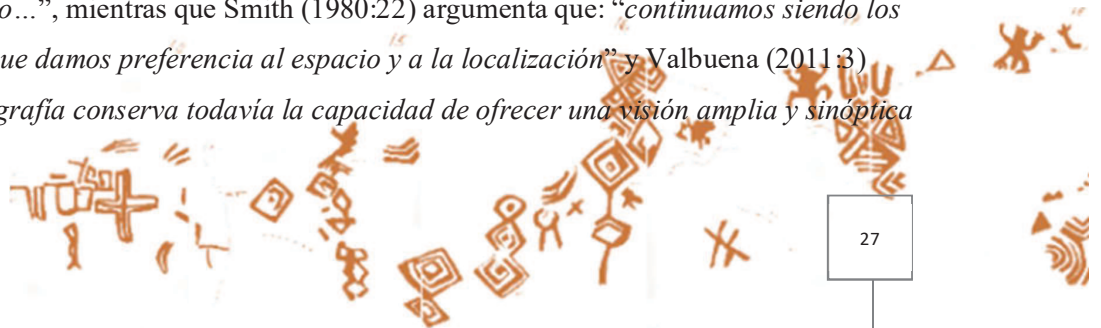 o...”, mientras que Smith (1980:22) argumenta que: “continuamos siendo los
ue damos preferencia al espacio y a la localización” y Valbuena (2011:3)
grafía conserva todavía la capacidad de ofrecer una visión amplia y sinóptica
27